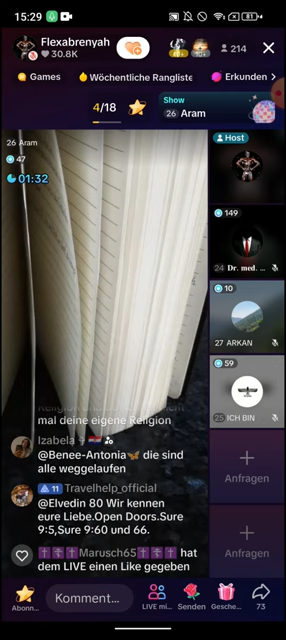 15:29
81
Flexabrenyah
30.8K
214
Games
Wöchentliche Rangliste
Erkunden
4/18
Show
26 Aram
26 Aram
47
01:32
Host
149
24 Dr. med. ...
10
27 ARKAN
59
25 ICH BIN
Anfragen
Anfragen
mal deine eigene Religion
Izabela
@Benee-Antonia🦋 die sind
alle weggelaufen
11 Travelhelp_official
@Elvedin 80 Wir kennen
eure Liebe.Open Doors.Sure
9:5,Sure 9:60 und 66.
Marusch65 hat
dem LIVE einen Like gegeben
Abonn...
Komment...
LIVE mi...
Senden
Gesche...
73